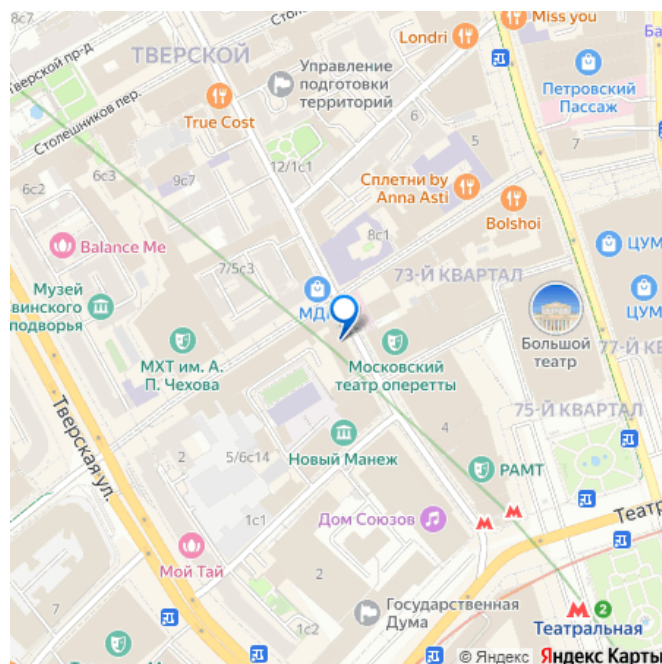 Miss you
Londri
Тверской пр-д
ТВЕРСКОЙ
Управление
подготовки
территорий
Петровский
Пассаж
Столешников пер.
True Cost
12/1с1
6
5
7
6с2
6с3
9с7
Сплетни by
Anna Asti
Bolshoi
8с1
ЦУМ
Balance Me
7/5с3
73-Й КВАРТАЛ
ЦУМ
Музей
винского
подворья
МД
Большой
театр
77-Й КВ
МХТ им. А.
П. Чехова
Московский
театр оперетты
75-Й КВАРТАЛ
Тверская ул.
4
2
5/6с14
Новый Манеж
РАМТ
1с1
Дом Союзов
Театр
Мой Тай
2
Государственная
Дума
2
Театральная
1с2
© Яндекс Яндекс Карты